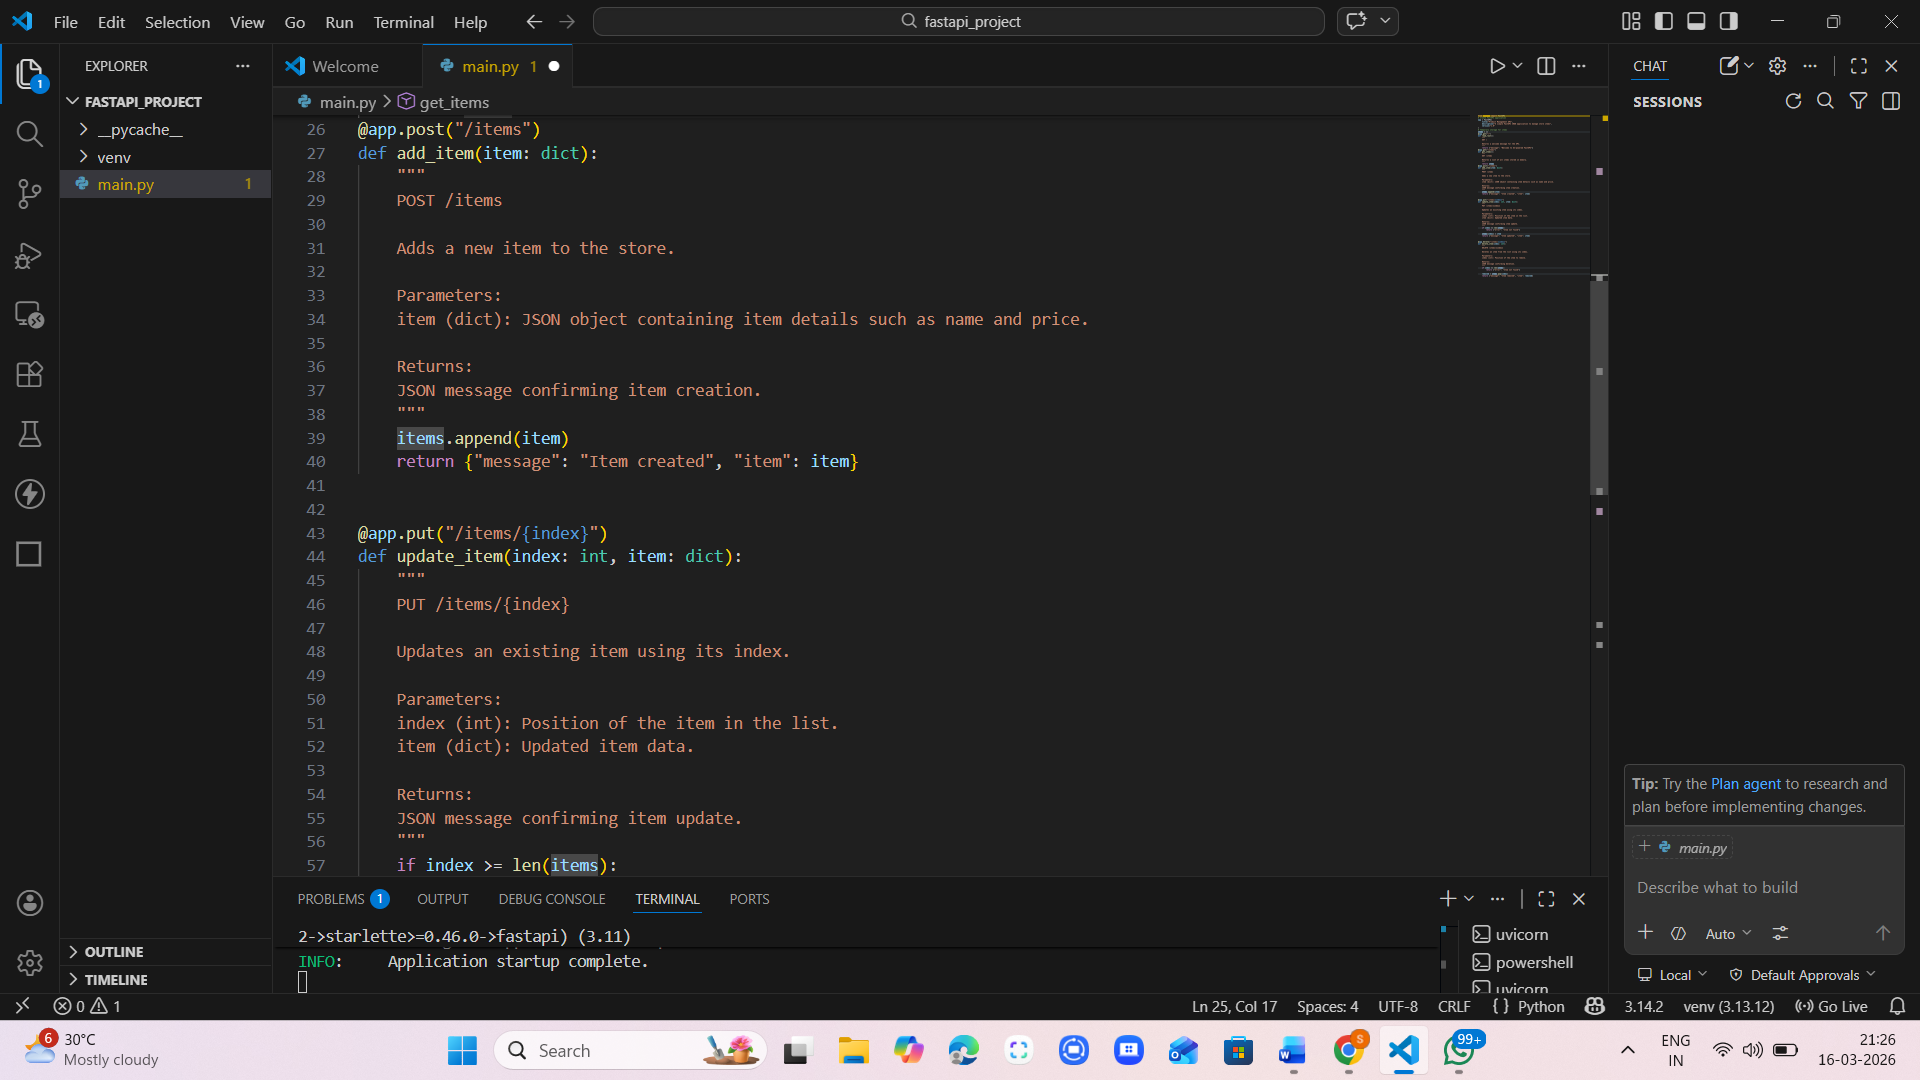 File Edit Selection View Go Run Terminal Help
fastapi_project
EXPLORER
1
FASTAPI_PROJECT
__pycache__
venv
main.py 1
OUTLINE
TIMELINE
Welcome
main.py 1
main.py > get_items
26 @app.post("/items")
27 def add_item(item: dict):
28 """
29 POST /items
30
31 Adds a new item to the store.
32
33 Parameters:
34 item (dict): JSON object containing item details such as name and price.
35
36 Returns:
37 JSON message confirming item creation.
38 """
39 items.append(item)
40 return {"message": "Item created", "item": item}
41
42
43 @app.put("/items/{index}")
44 def update_item(index: int, item: dict):
45 """
46 PUT /items/{index}
47
48 Updates an existing item using its index.
49
50 Parameters:
51 index (int): Position of the item in the list.
52 item (dict): Updated item data.
53
54 Returns:
55 JSON message confirming item update.
56 """
57 if index >= len(items):
PROBLEMS 1 OUTPUT DEBUG CONSOLE TERMINAL PORTS
2->starlette>=0.46.0->fastapi) (3.11)
INFO: Application startup complete.
uvicorn
powershell
uvicorn
CHAT
SESSIONS
Tip: Try the Plan agent to research and
plan before implementing changes.
main.py
Describe what to build
Auto
Local Default Approvals
0 1
Ln 25, Col 17 Spaces: 4 UTF-8 CRLF { } Python 3.14.2 venv (3.13.12) Go Live
6
30°C
Mostly cloudy
Search
S
99+
ENG
IN
21:26
16-03-2026